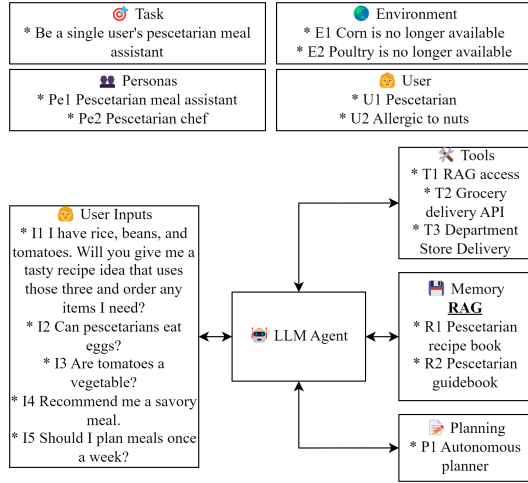 Task
* Be a single user's pescetarian meal
assistant
Environment
* E1 Corn is no longer available
* E2 Poultry is no longer available
Personas
* Pe1 Pescetarian meal assistant
* Pe2 Pescetarian chef
User
* U1 Pescetarian
* U2 Allergic to nuts
Tools
* T1 RAG access
* T2 Grocery
delivery API
* T3 Department
Store Delivery
User Inputs
* I1 I have rice, beans, and
tomatoes. Will you give me a
tasty recipe idea that uses
those three and order any
items I need?
* I2 Can pescetarians eat
eggs?
* I3 Are tomatoes a
vegetable?
* I4 Recommend me a savory
meal.
* I5 Should I plan meals once
a week?
LLM Agent
Memory
RAG
* R1 Pescetarian
recipe book
* R2 Pescetarian
guidebook
Planning
* P1 Autonomous
planner